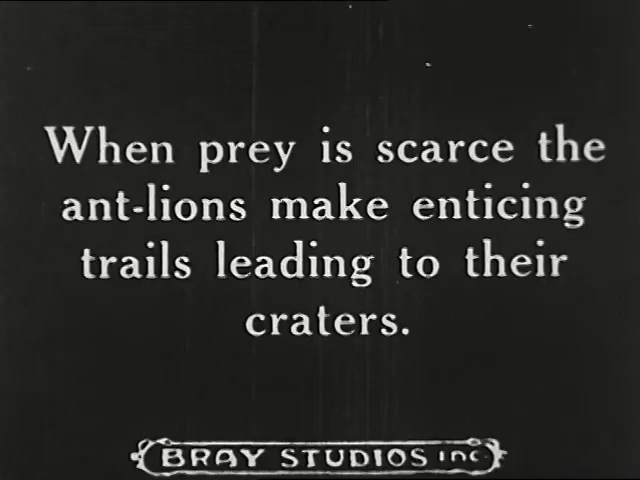 When prey is scarce the
ant-lions make enticing
trails leading to their
craters.
BRAY STUDIOS INC